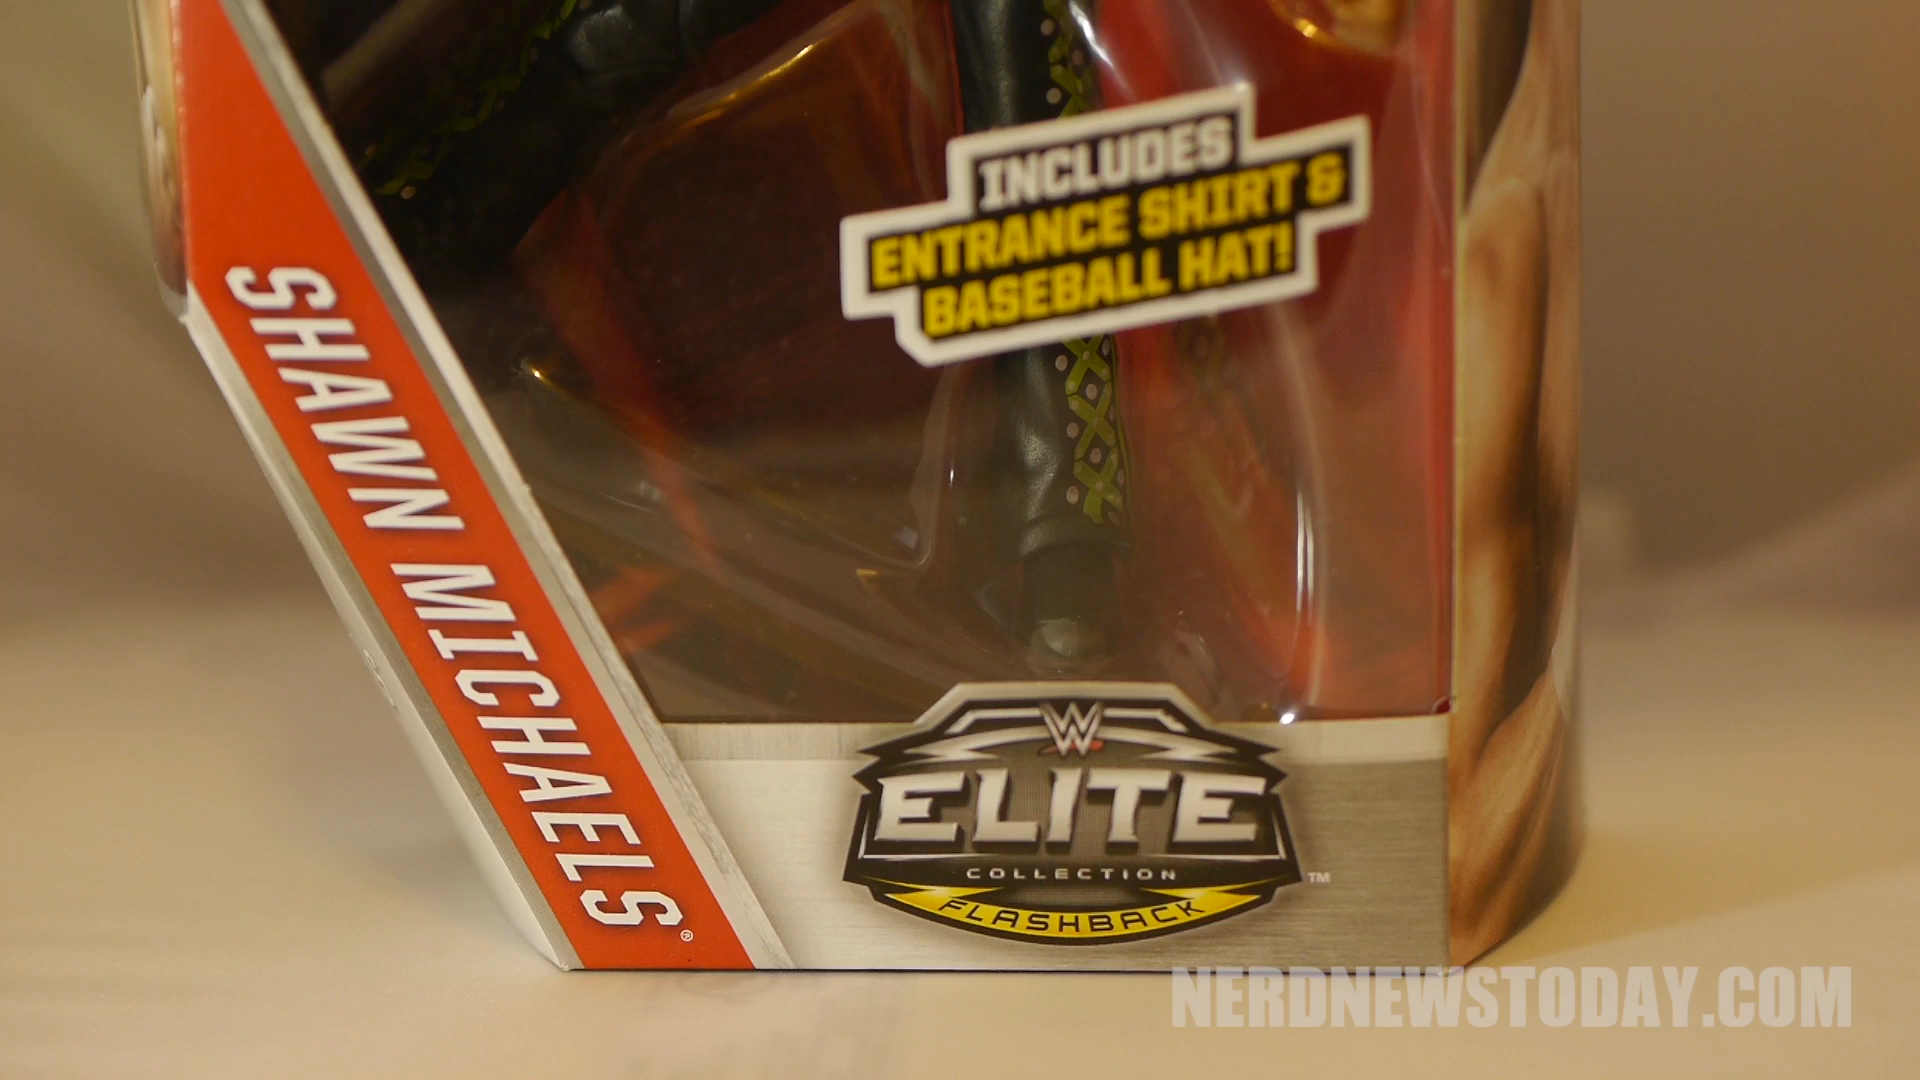 INCLUDES
ENTRANCE SHIRT &
BASEBALL HAT!
SHAWN MICHAELS®
W
ELITE
COLLECTION
FLASHBACK
™
NERDNEWSTODAY.COM